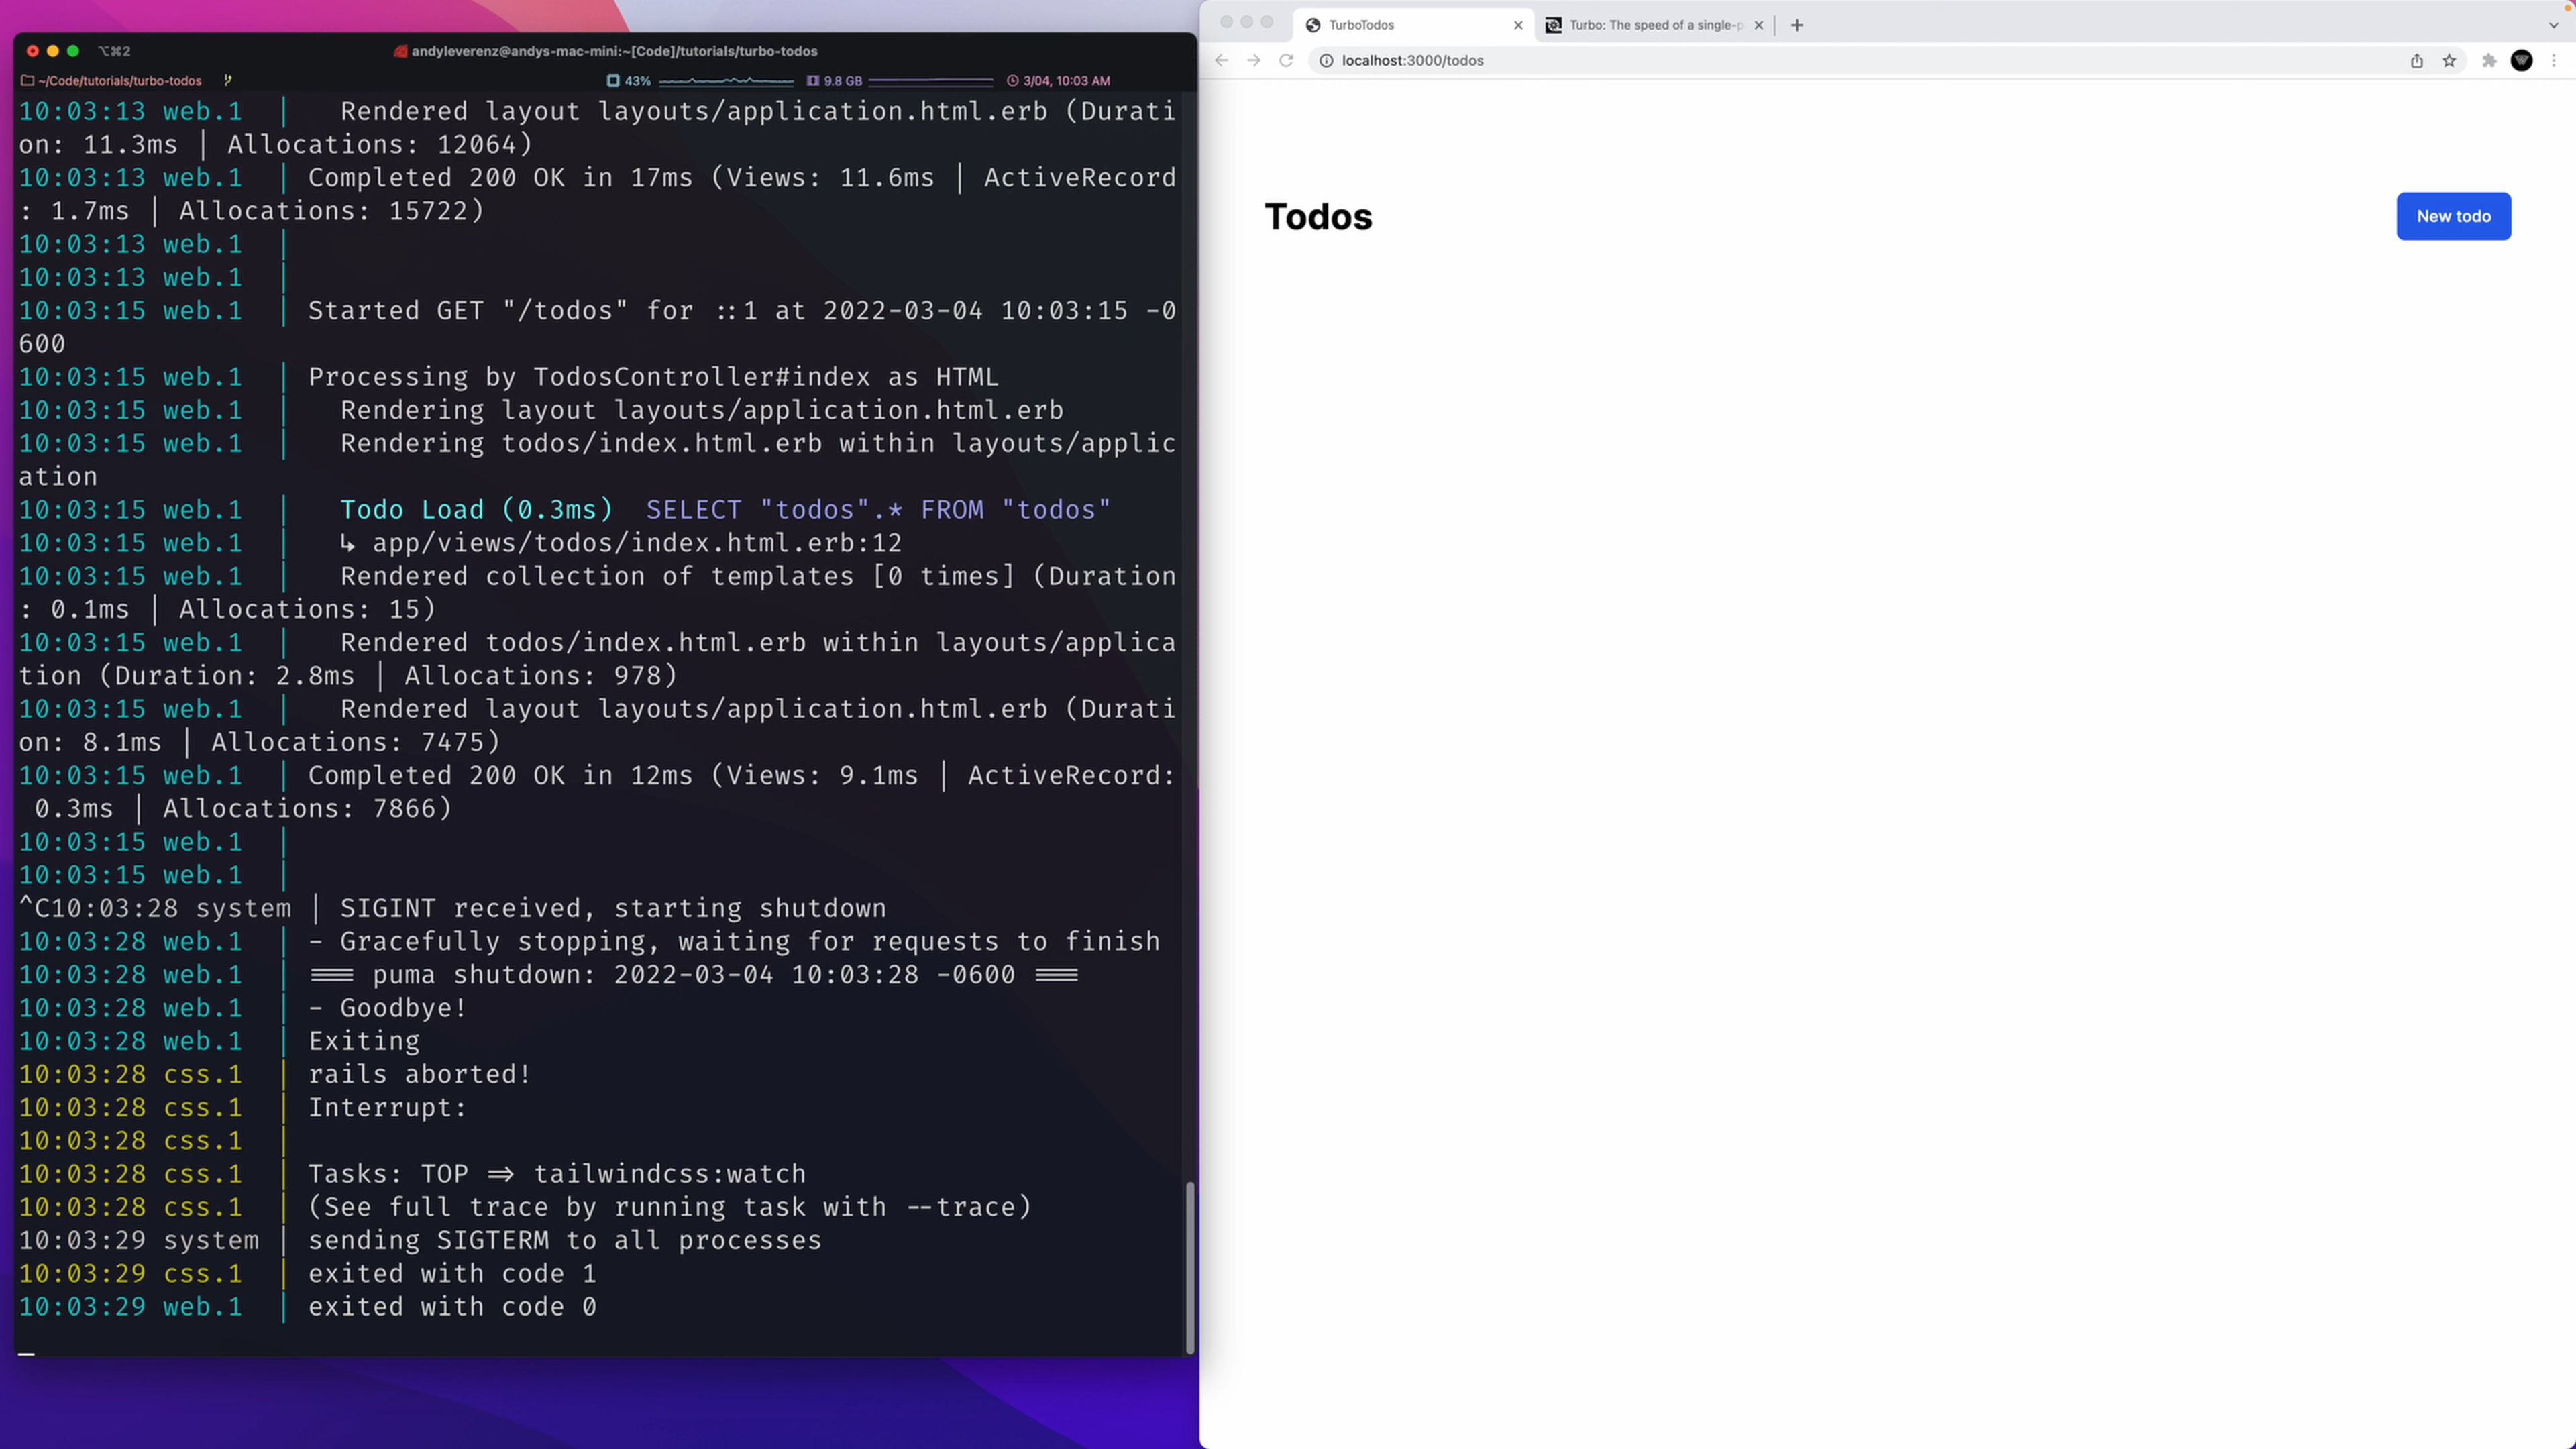 ⌥⌘2
andyleverenz@andys-mac-mini:~[Code]/tutorials/turbo-todos
~/Code/tutorials/turbo-todos
43%
9.8 GB
3/04, 10:03 AM
10:03:13 web.1  |   Rendered layout layouts/application.html.erb (Durati
on: 11.3ms | Allocations: 12064)
10:03:13 web.1  | Completed 200 OK in 17ms (Views: 11.6ms | ActiveRecord
: 1.7ms | Allocations: 15722)
10:03:13 web.1  |
10:03:13 web.1  |
10:03:15 web.1  | Started GET "/todos" for ::1 at 2022-03-04 10:03:15 -0
600
10:03:15 web.1  | Processing by TodosController#index as HTML
10:03:15 web.1  |   Rendering layout layouts/application.html.erb
10:03:15 web.1  |   Rendering todos/index.html.erb within layouts/applic
ation
10:03:15 web.1  |   Todo Load (0.3ms)  SELECT "todos".* FROM "todos"
10:03:15 web.1  |   ↳ app/views/todos/index.html.erb:12
10:03:15 web.1  |   Rendered collection of templates [0 times] (Duration
: 0.1ms | Allocations: 15)
10:03:15 web.1  |   Rendered todos/index.html.erb within layouts/applica
tion (Duration: 2.8ms | Allocations: 978)
10:03:15 web.1  |   Rendered layout layouts/application.html.erb (Durati
on: 8.1ms | Allocations: 7475)
10:03:15 web.1  | Completed 200 OK in 12ms (Views: 9.1ms | ActiveRecord:
 0.3ms | Allocations: 7866)
10:03:15 web.1  |
10:03:15 web.1  |
^C10:03:28 system | SIGINT received, starting shutdown
10:03:28 web.1  | - Gracefully stopping, waiting for requests to finish
10:03:28 web.1  | === puma shutdown: 2022-03-04 10:03:28 -0600 ===
10:03:28 web.1  | - Goodbye!
10:03:28 web.1  | Exiting
10:03:28 css.1  | rails aborted!
10:03:28 css.1  | Interrupt:
10:03:28 css.1  |
10:03:28 css.1  | Tasks: TOP => tailwindcss:watch
10:03:28 css.1  | (See full trace by running task with --trace)
10:03:29 system | sending SIGTERM to all processes
10:03:29 css.1  | exited with code 1
10:03:29 web.1  | exited with code 0
TurboTodos
Turbo: The speed of a single-p
localhost:3000/todos
Todos
New todo